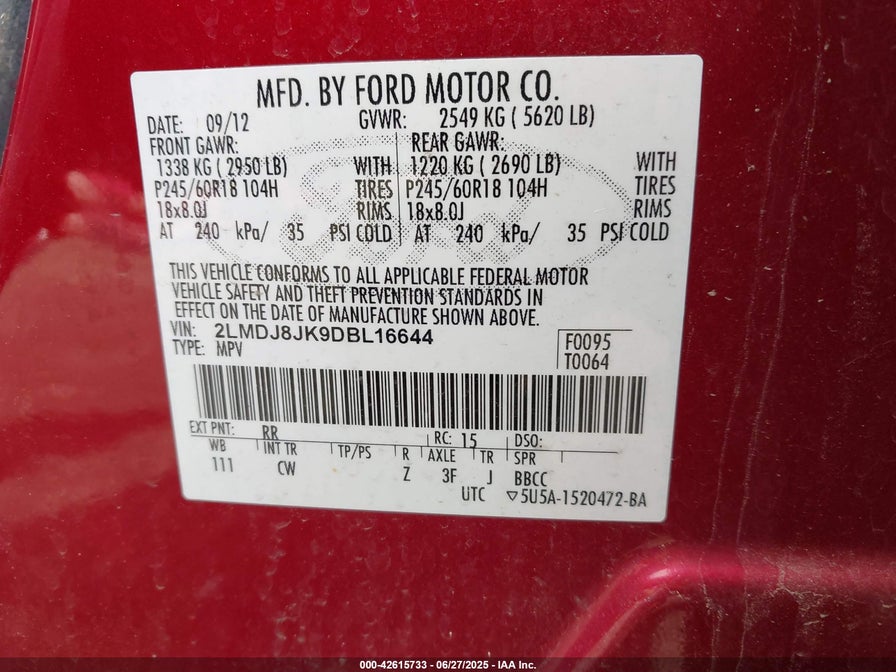 MFD. BY FORD MOTOR CO.
DATE: 09/12 GVWR: 2549 KG ( 5620 LB)
FRONT GAWR: REAR GAWR:
1338 KG ( 2950 LB) WITH 1220 KG ( 2690 LB) WITH
P245/60R18 104H TIRES P245/60R18 104H TIRES
18x8.0J RIMS 18x8.0J RIMS
AT 240 kPa/ 35 PSI COLD AT 240 kPa/ 35 PSI COLD
THIS VEHICLE CONFORMS TO ALL APPLICABLE FEDERAL MOTOR
VEHICLE SAFETY AND THEFT PREVENTION STANDARDS IN
EFFECT ON THE DATE OF MANUFACTURE SHOWN ABOVE.
VIN: 2LMDJ8JK9DBL16644 F0095
TYPE: MPV T0064
EXT PNT: RR RC: 15 DSO:
WB INT TR TP/PS R AXLE TR SPR
111 CW Z 3F J BBCC
UTC ▽5U5A-1520472-BA
000-42615733 - 06/27/2025 - IAA Inc.